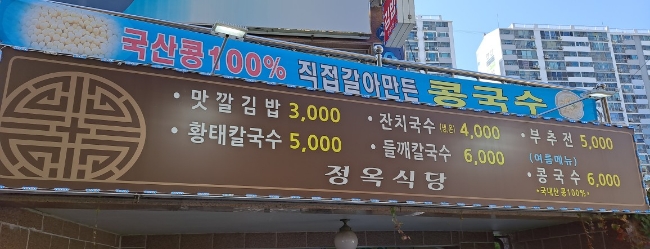 국산콩100% 직접갈아만든 콩국수
• 맛깔김밥 3,000
• 황태칼국수 5,000
• 잔치국수 4,000
• 들깨칼국수 6,000
• 부추전 5,000
(여름메뉴)
• 콩국수 6,000
정옥식당